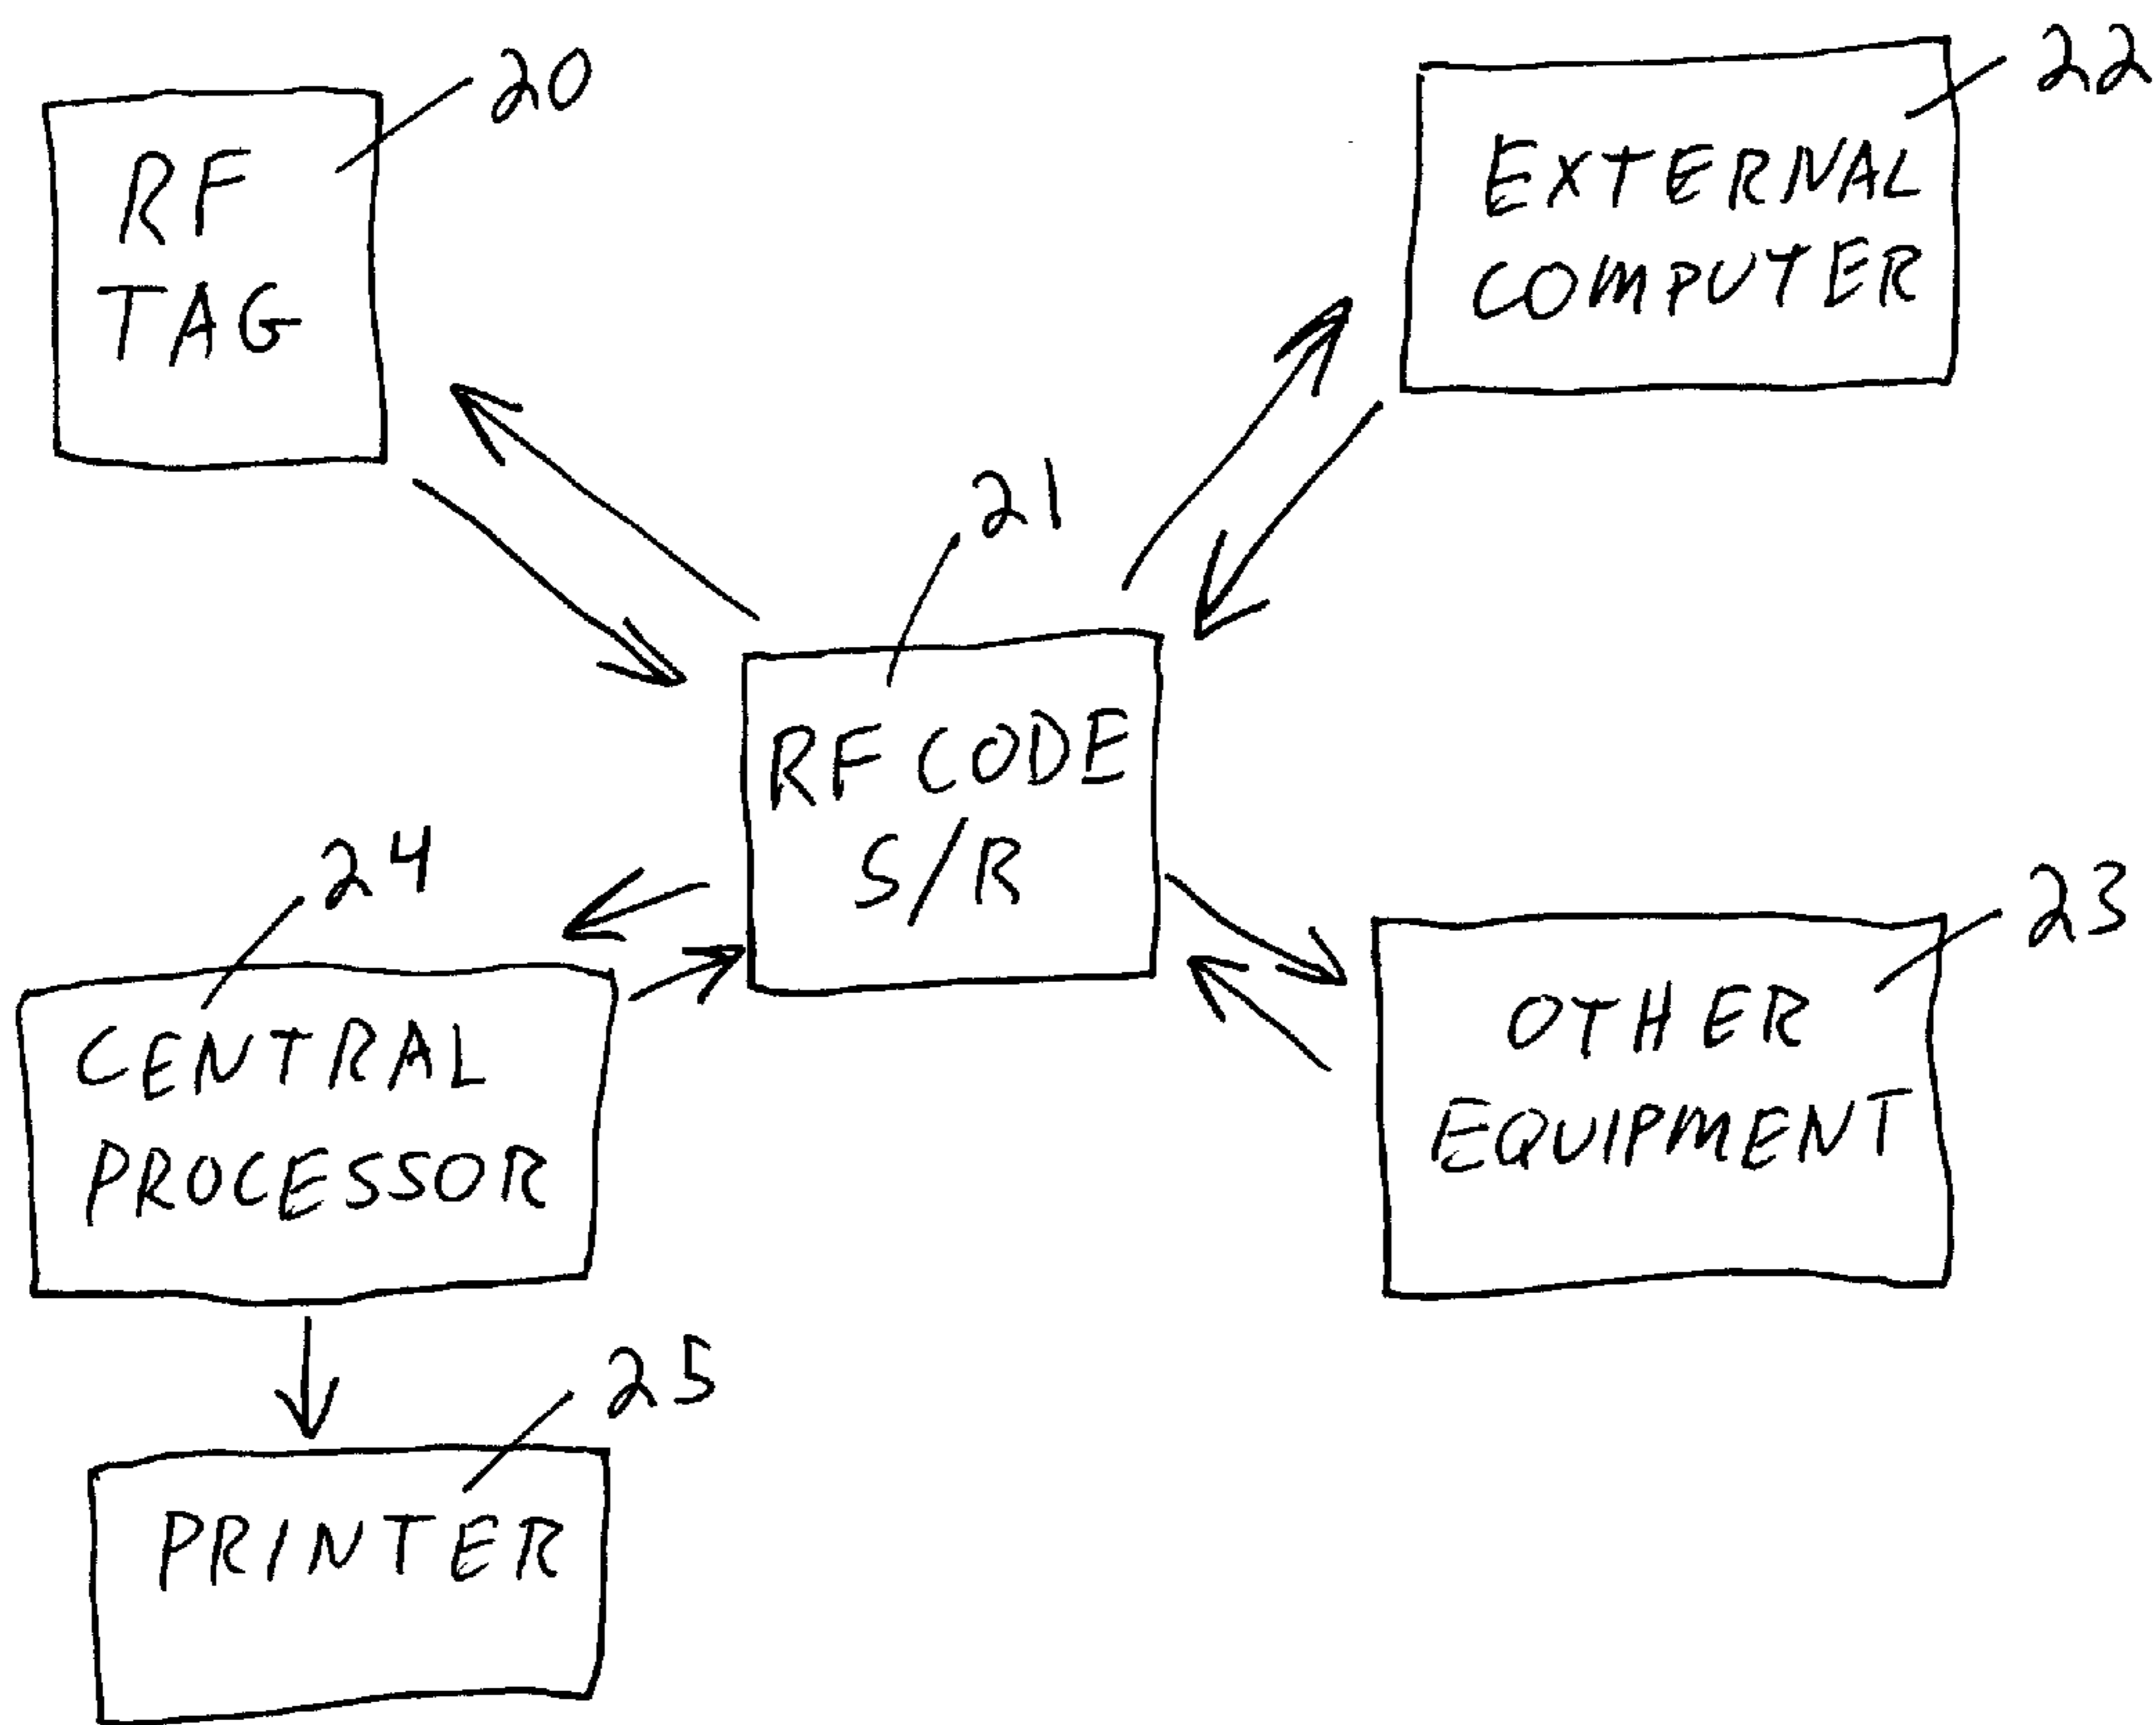 20
RF
TAG
22
EXTERNAL
COMPUTER
21
RF CODE
S/R
24
CENTRAL
PROCESSOR
23
OTHER
EQUIPMENT
25
PRINTER